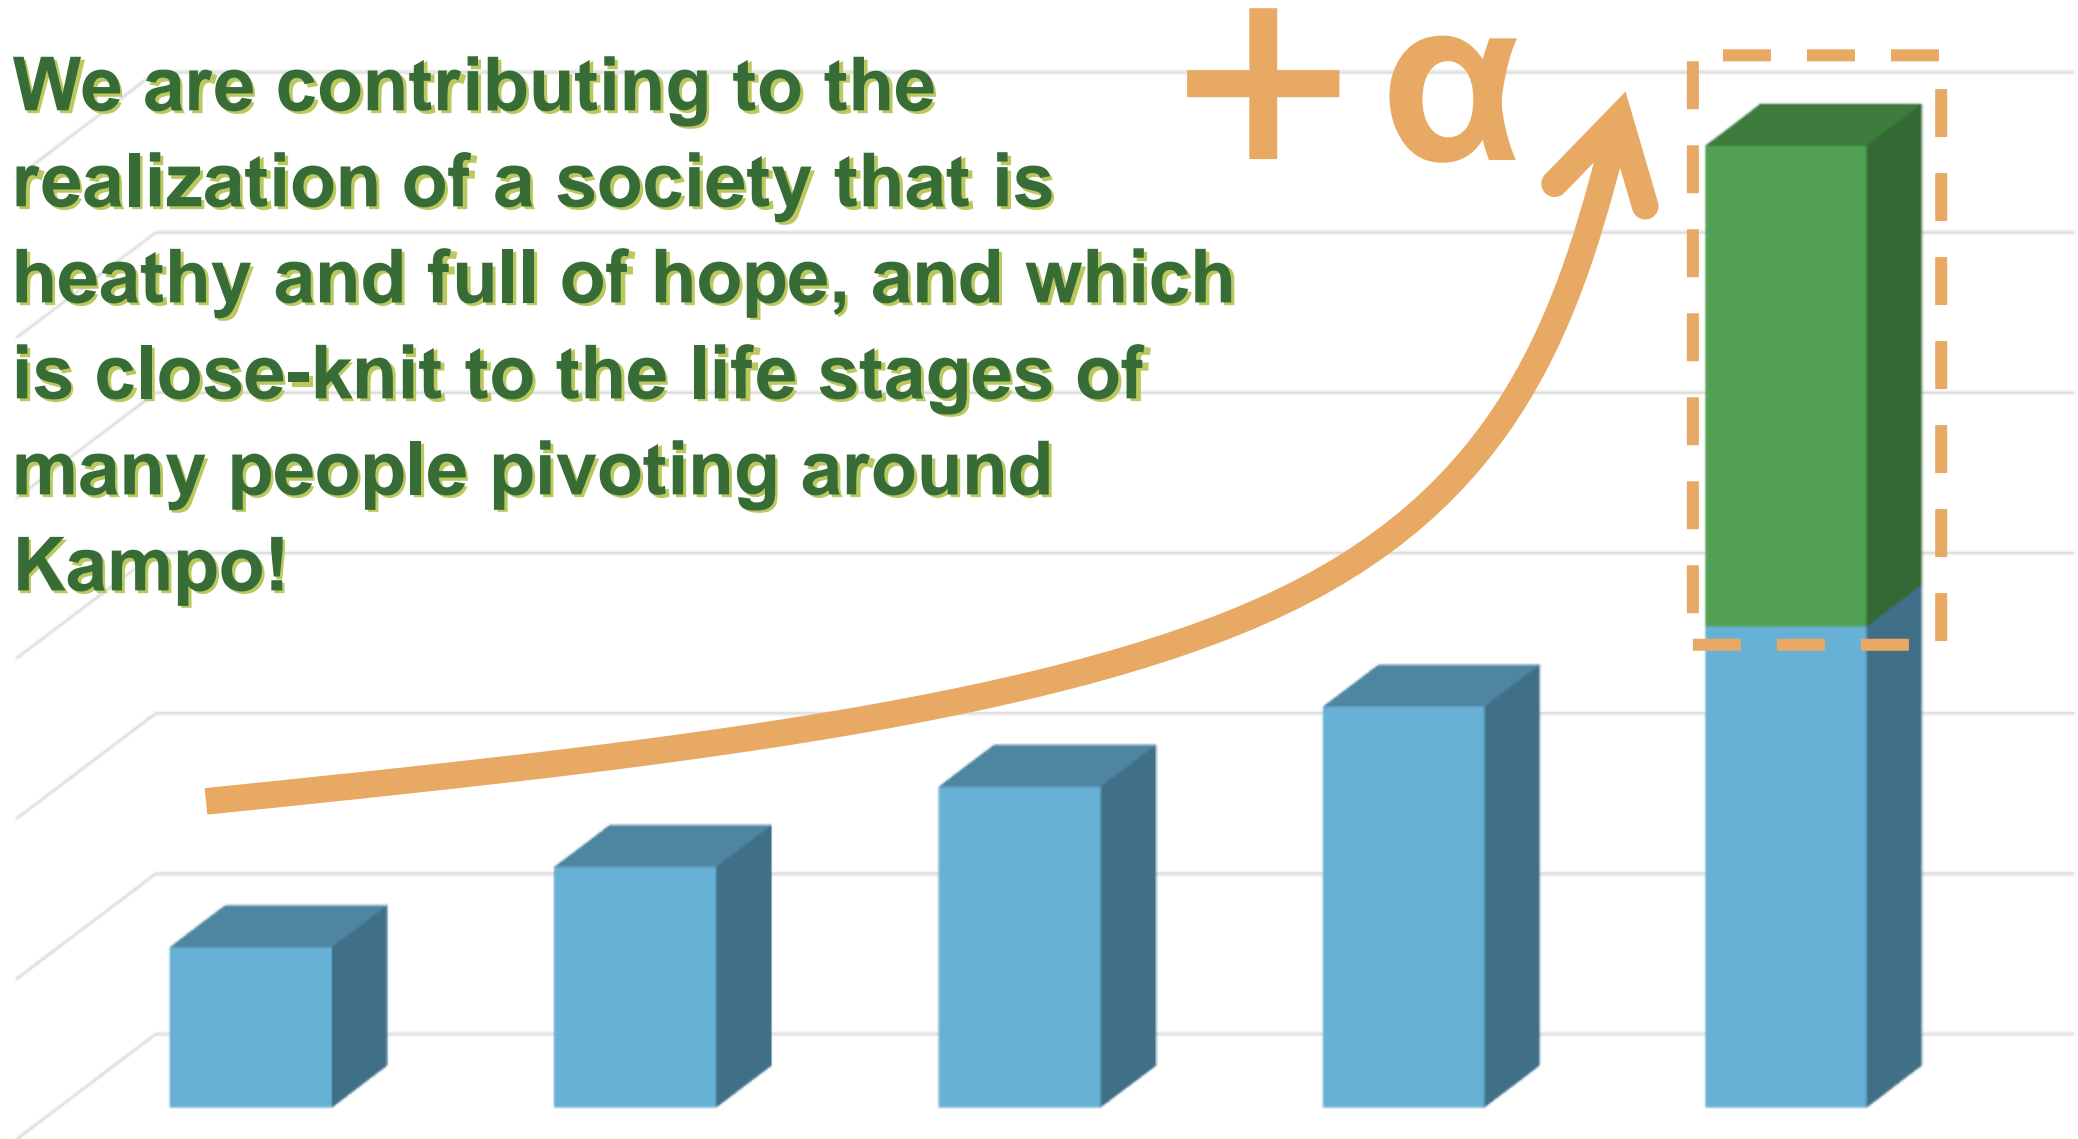 We are contributing to the
realization of a society that is
heathy and full of hope, and which
is close-knit to the life stages of
many people pivoting around
Kampo!
+α